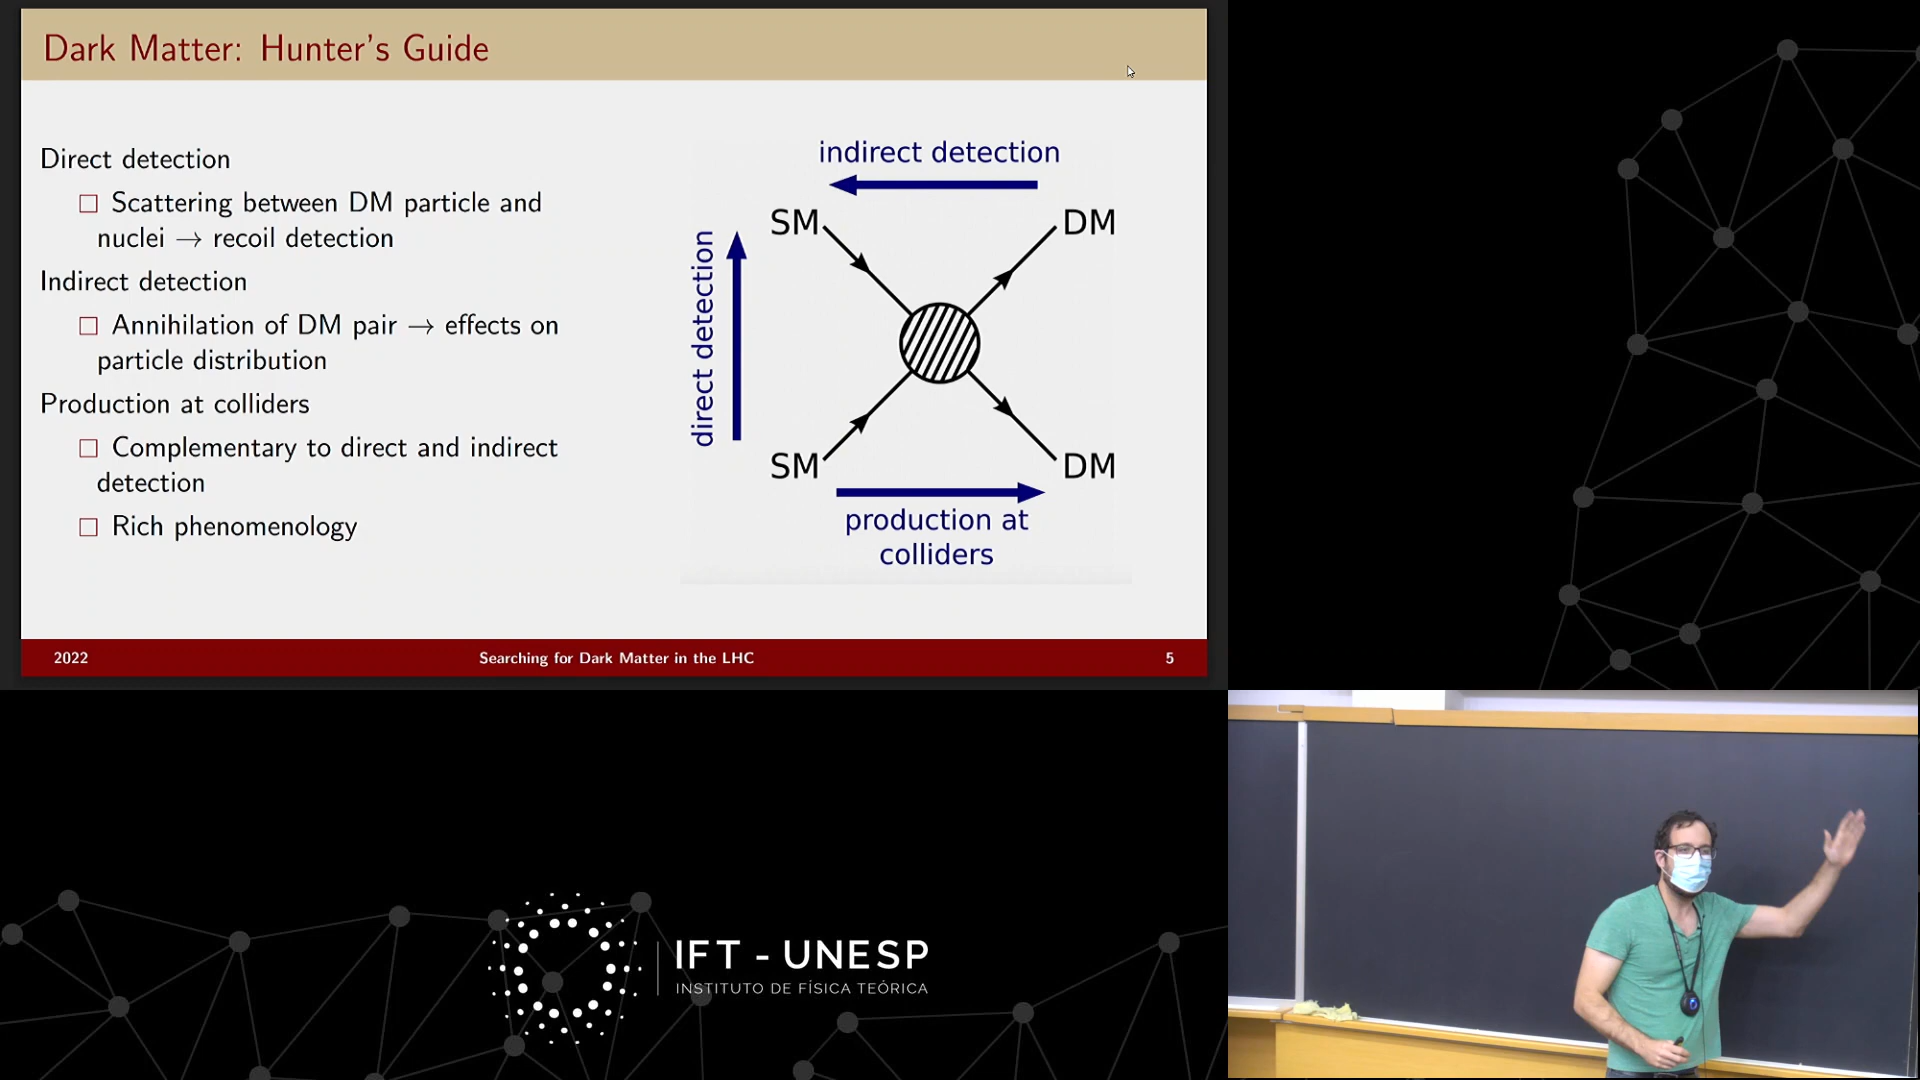 Dark Matter: Hunter's Guide
Direct detection
Scattering between DM particle and
nuclei → recoil detection
Indirect detection
Annihilation of DM pair → effects on
particle distribution
Production at colliders
Complementary to direct and indirect
detection
Rich phenomenology
indirect detection
SM DM
direct detection
SM DM
production at
colliders
2022 Searching for Dark Matter in the LHC 5
IFT - UNESP
INSTITUTO DE FÍSICA TEÓRICA